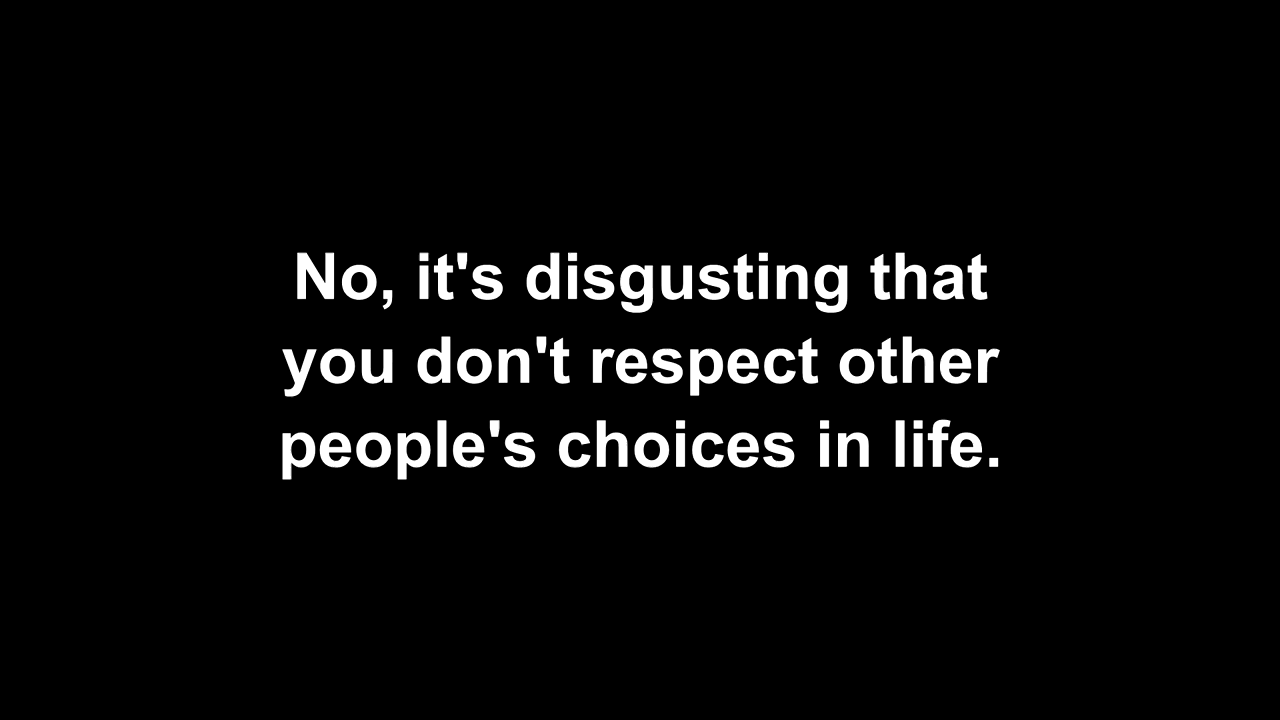 No, it's disgusting that
you don't respect other
people's choices in life.